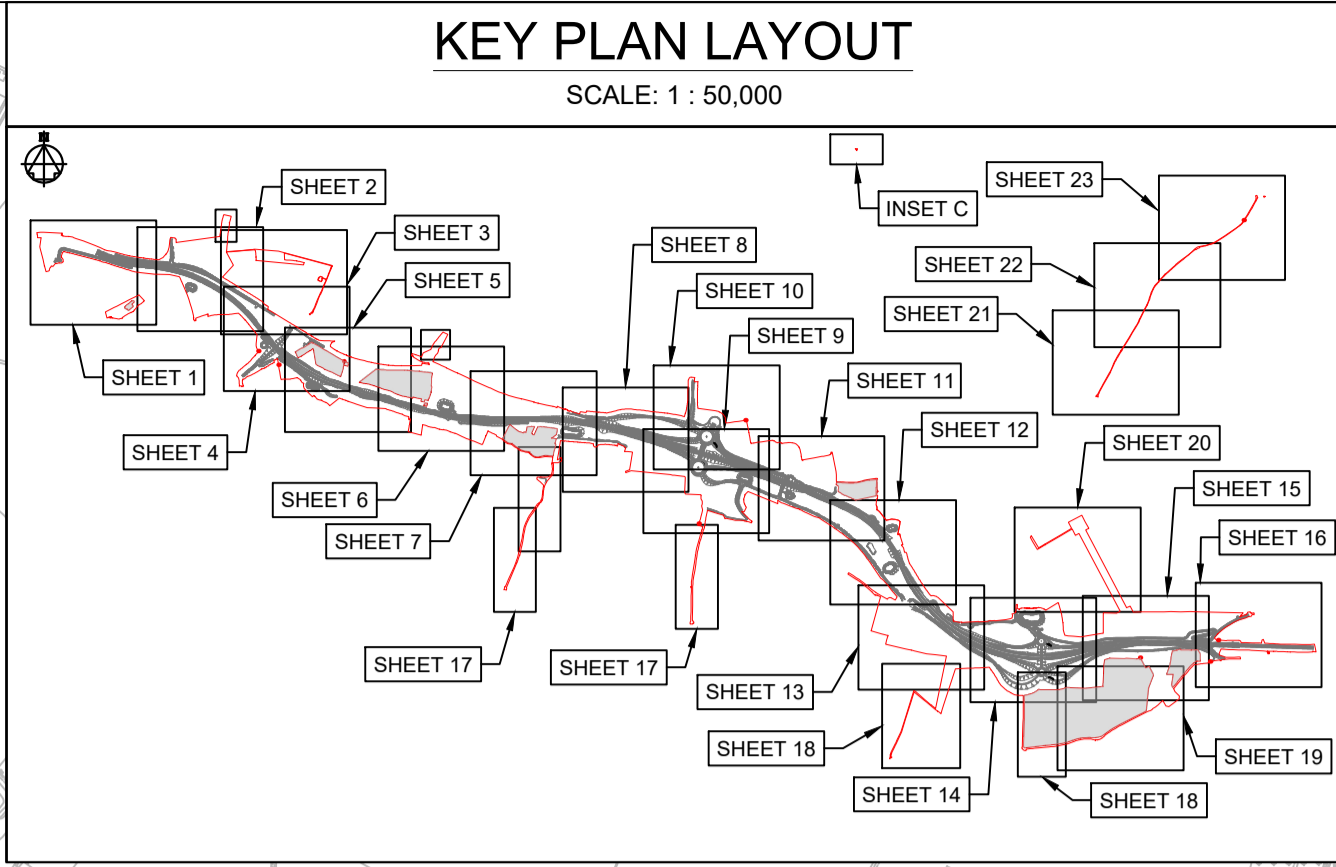 KEY PLAN LAYOUT
SCALE: 1 : 50,000
N
SHEET 2
SHEET 3
SHEET 5
SHEET 1
SHEET 4
SHEET 8
SHEET 10
SHEET 9
SHEET 11
SHEET 12
INSET C
SHEET 23
SHEET 22
SHEET 21
SHEET 20
SHEET 15
SHEET 16
SHEET 6
SHEET 7
SHEET 17
SHEET 17
SHEET 13
SHEET 18
SHEET 14
SHEET 18
SHEET 19